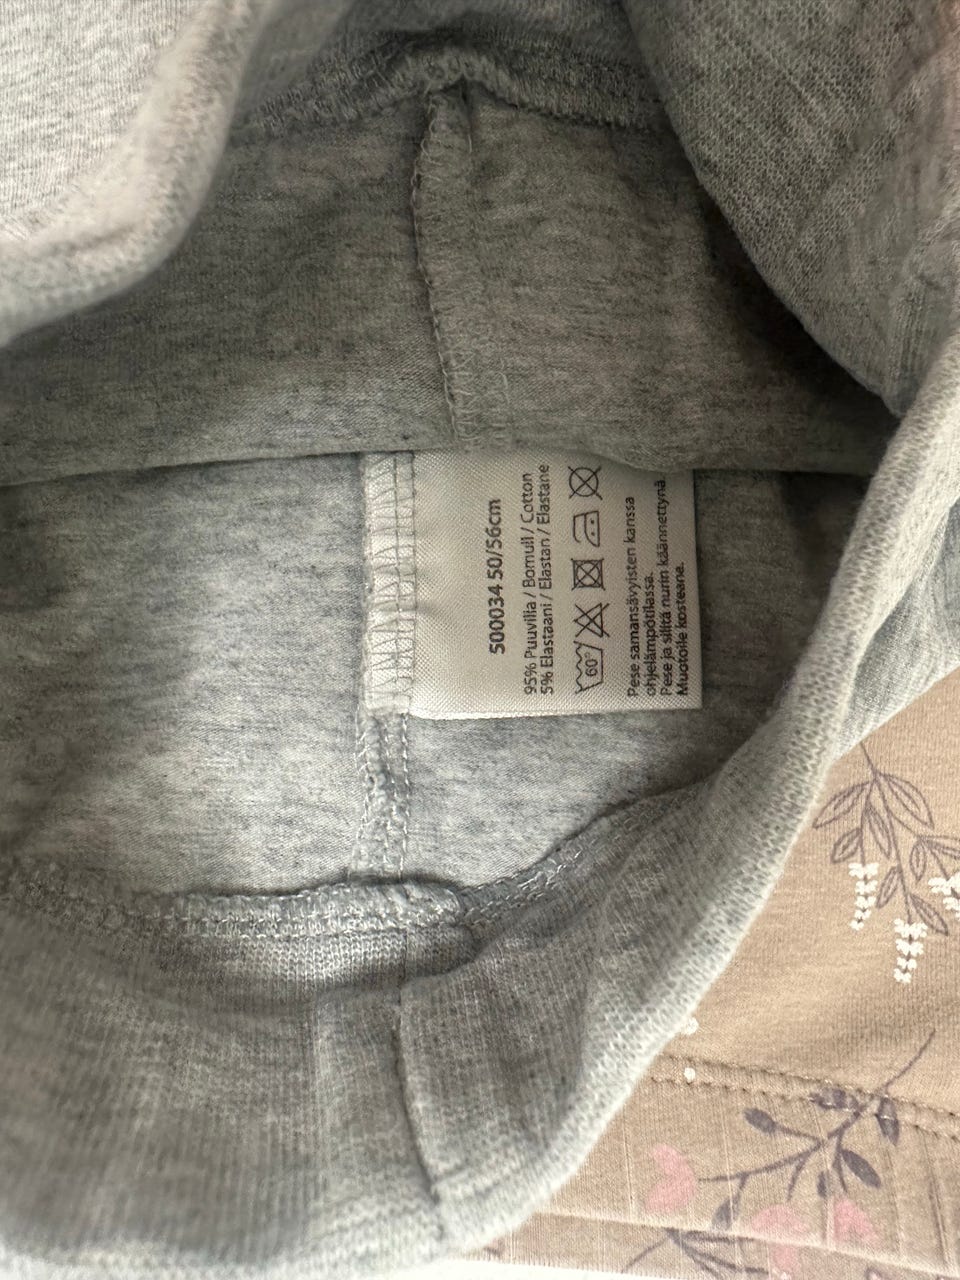 500034 50/56cm
95% Puuvilla / Bomull / Cotton
5% Elastaani / Elastan / Elastane
60°
Pese samansävyisten kanssa
ohjelämpötilassa.
Pese ja silitä nurin käännettynä.
Muotoile kosteana.